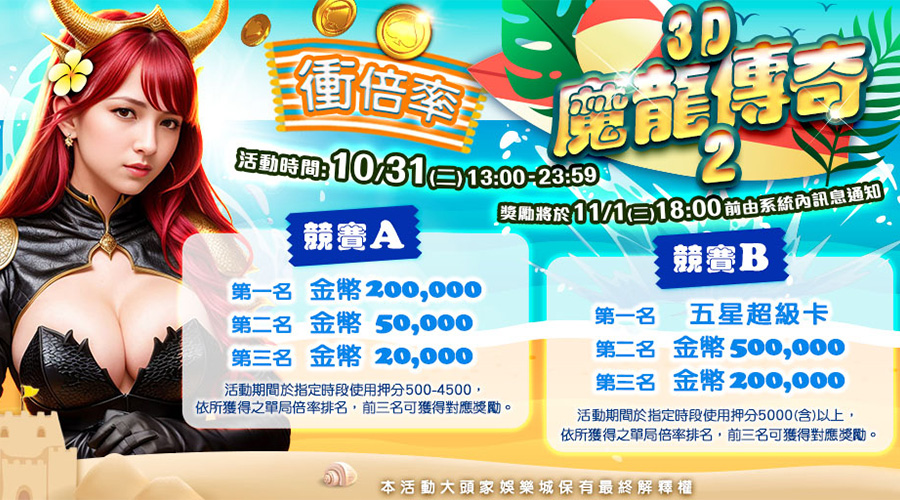 衝倍率
3D
魔龍傳奇
2
活動時間:10/31(二)13:00-23:59
獎勵將於11/1(三)18:00前由系統內訊息通知
競賽A
第一名 金幣 200,000
第二名 金幣 50,000
第三名 金幣 20,000
活動期間於指定時段使用押分500-4500，
依所獲得之單局倍率排名，前三名可獲得對應獎勵。
競賽B
第一名 五星超級卡
第二名 金幣 500,000
第三名 金幣 200,000
活動期間於指定時段使用押分5000(含)以上，
依所獲得之單局倍率排名，前三名可獲得對應獎勵。
本活動大頭家娛樂城保有最終解釋權